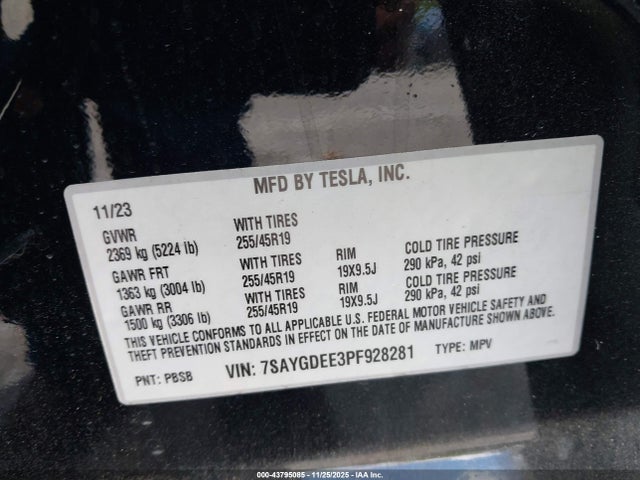 MFD BY TESLA, INC.
11/23
GVWR WITH TIRES
2369 kg (5224 lb) 255/45R19
GAWR FRT WITH TIRES RIM COLD TIRE PRESSURE
1363 kg (3004 lb) 255/45R19 19X9.5J 290 kPa, 42 psi
GAWR RR WITH TIRES RIM COLD TIRE PRESSURE
1500 kg (3306 lb) 255/45R19 19X9.5J 290 kPa, 42 psi
THIS VEHICLE CONFORMS TO ALL APPLICABLE U.S. FEDERAL MOTOR VEHICLE SAFETY AND
THEFT PREVENTION STANDARDS IN EFFECT ON THE DATE OF MANUFACTURE SHOWN ABOVE.
PNT: PBSB VIN: 7SAYGDEE3PF928281 TYPE: MPV
000-43795085 - 11/25/2025 - IAAI.COM